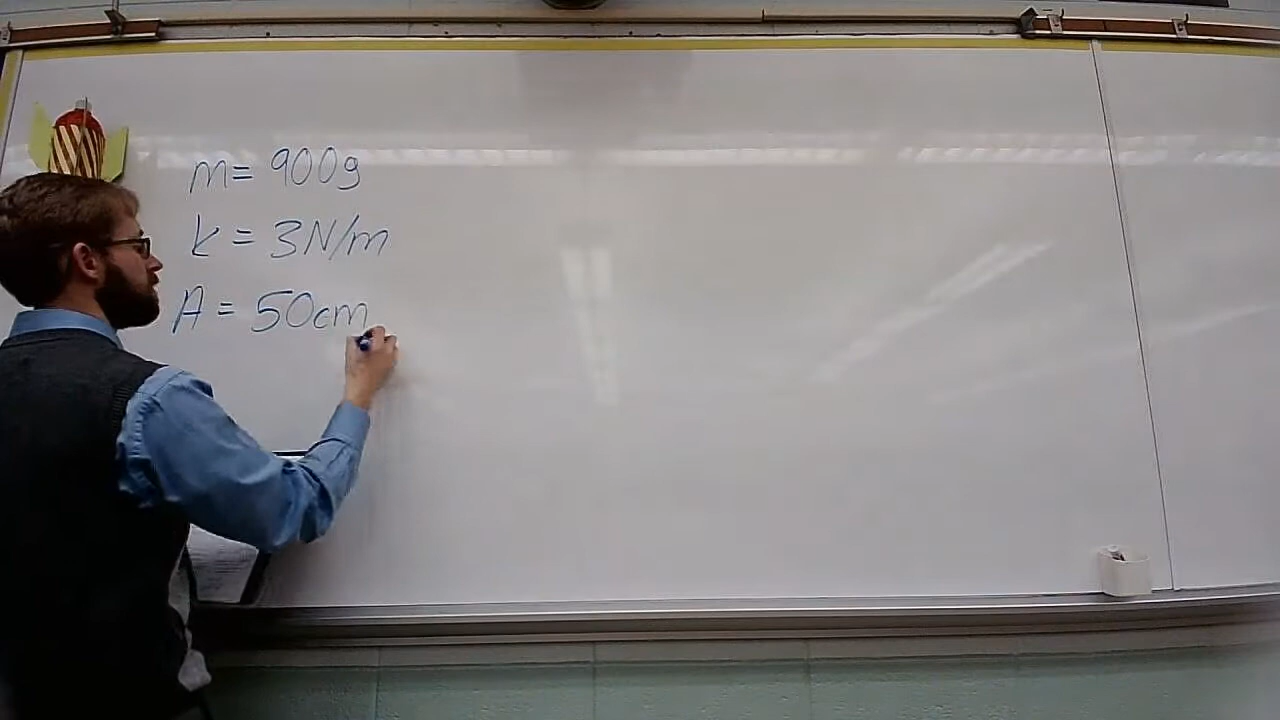 m = 900g
k = 3N/m
A = 50cm